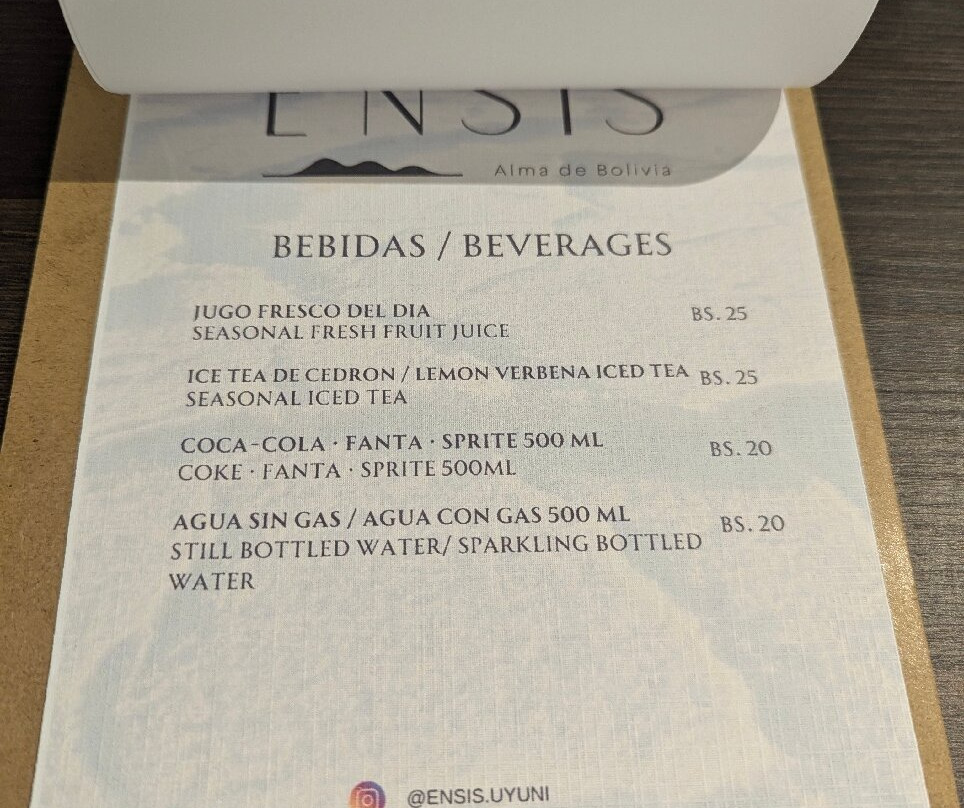 ENSIS
Alma de Bolivia
BEBIDAS / BEVERAGES
JUGO FRESCO DEL DIA BS. 25
SEASONAL FRESH FRUIT JUICE
ICE TEA DE CEDRON / LEMON VERBENA ICED TEA BS. 25
SEASONAL ICED TEA
COCA-COLA · FANTA · SPRITE 500 ML BS. 20
COKE · FANTA · SPRITE 500ML
AGUA SIN GAS / AGUA CON GAS 500 ML BS. 20
STILL BOTTLED WATER/ SPARKLING BOTTLED
WATER
@ENSIS.UYUNI